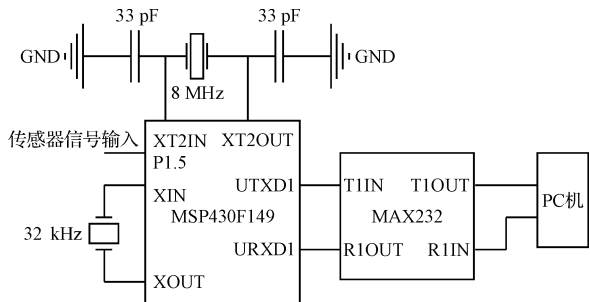 33 pF 33 pF
GND GND
8 MHz
传感器信号输入 XT2IN XT2OUT
P1.5
XIN UTXD1 T1IN T1OUT
MSP430F149 MAX232 PC机
32 kHz
URXD1 R1OUT R1IN
XOUT